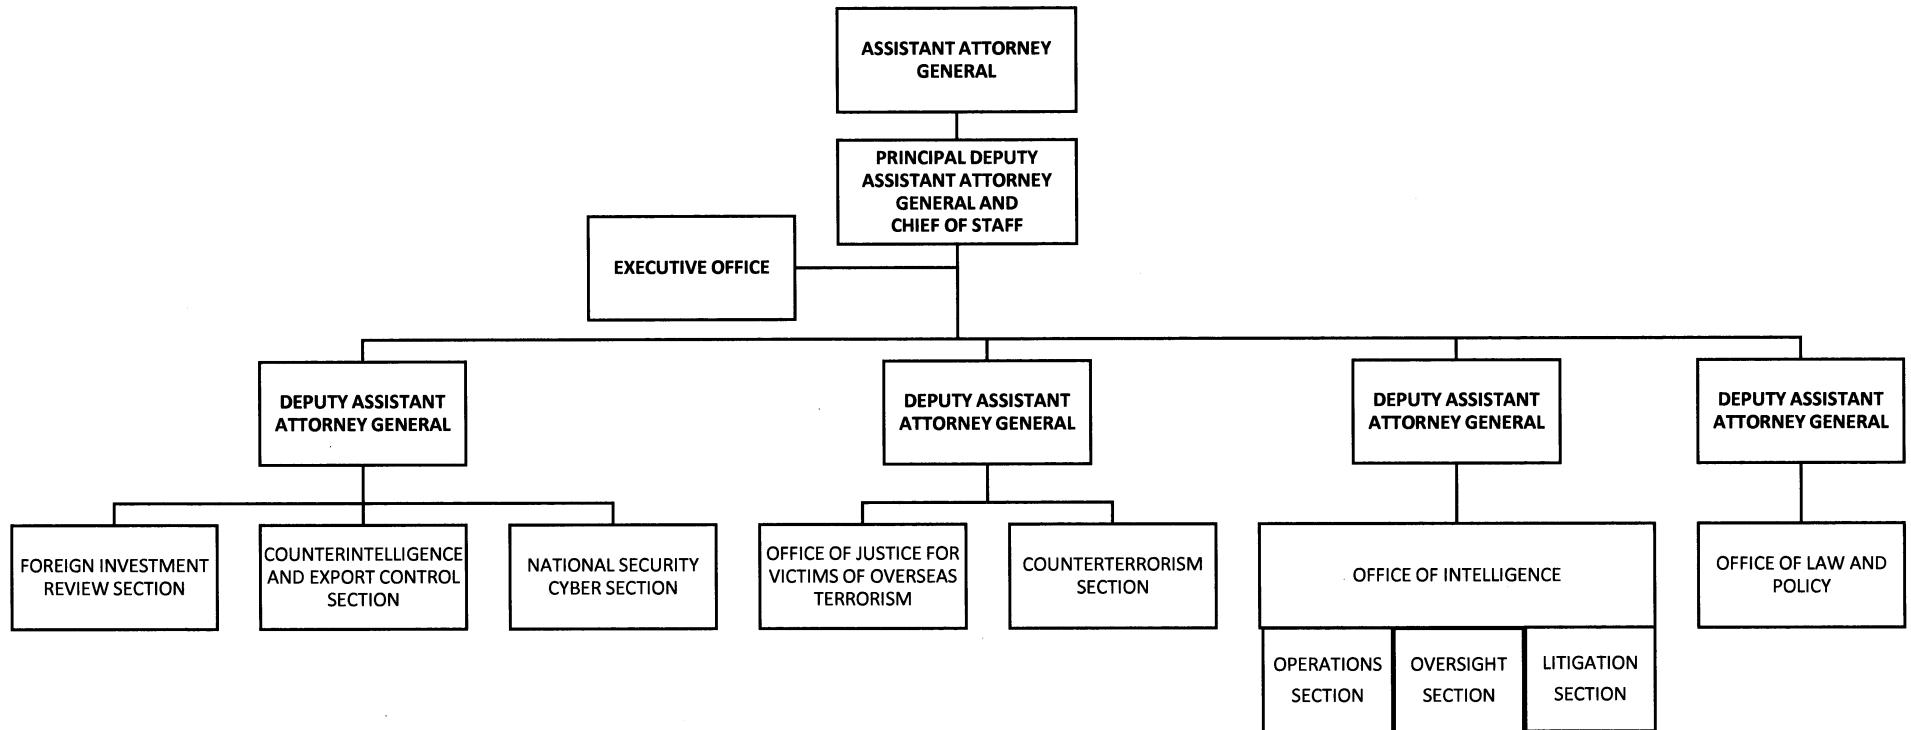 ASSISTANT ATTORNEY
GENERAL
PRINCIPAL DEPUTY
ASSISTANT ATTORNEY
GENERAL AND
CHIEF OF STAFF
EXECUTIVE OFFICE
DEPUTY ASSISTANT
ATTORNEY GENERAL
DEPUTY ASSISTANT
ATTORNEY GENERAL
DEPUTY ASSISTANT
ATTORNEY GENERAL
DEPUTY ASSISTANT
ATTORNEY GENERAL
FOREIGN INVESTMENT
REVIEW SECTION
COUNTERINTELLIGENCE
AND EXPORT CONTROL
SECTION
NATIONAL SECURITY
CYBER SECTION
OFFICE OF JUSTICE FOR
VICTIMS OF OVERSEAS
TERRORISM
COUNTERTERRORISM
SECTION
OFFICE OF INTELLIGENCE
OFFICE OF LAW AND
POLICY
OPERATIONS
SECTION
OVERSIGHT
SECTION
LITIGATION
SECTION